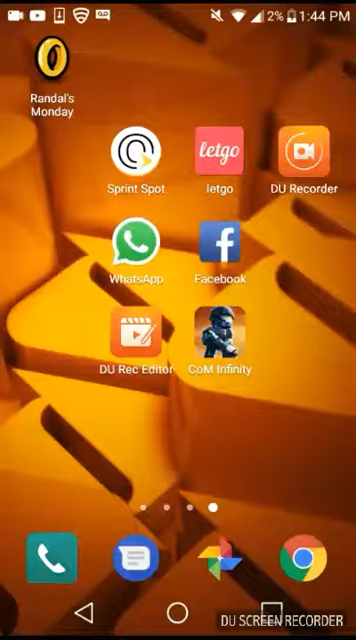 2% 1:44 PM
Randal's
Monday
letgo
Sprint Spot letgo DU Recorder
WhatsApp Facebook
DU Rec Editor CoM Infinity
DU SCREEN RECORDER